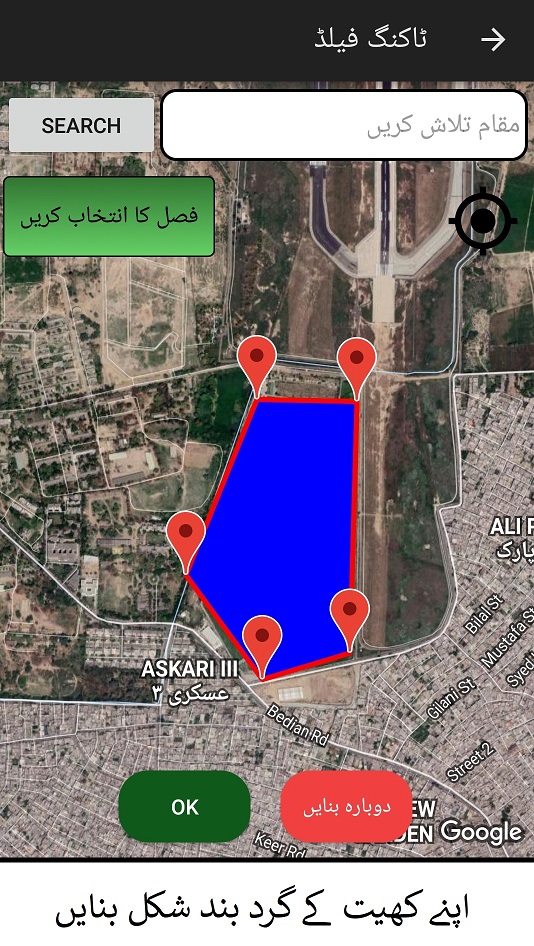 ٹاکنگ فیلڈ
SEARCH
مقام تلاش کریں
فصل کا انتخاب کریں
ALI P
پارک
Bilal St
Mustafa St
Syed
Gilani St
ASKARI III
عسکری ۳
Bedian Rd
Street 2
OK
دوبارہ بنایں
EW
DEN
Google
Keer Rd
اپنے کھیت کے گرد بند شکل بنایں